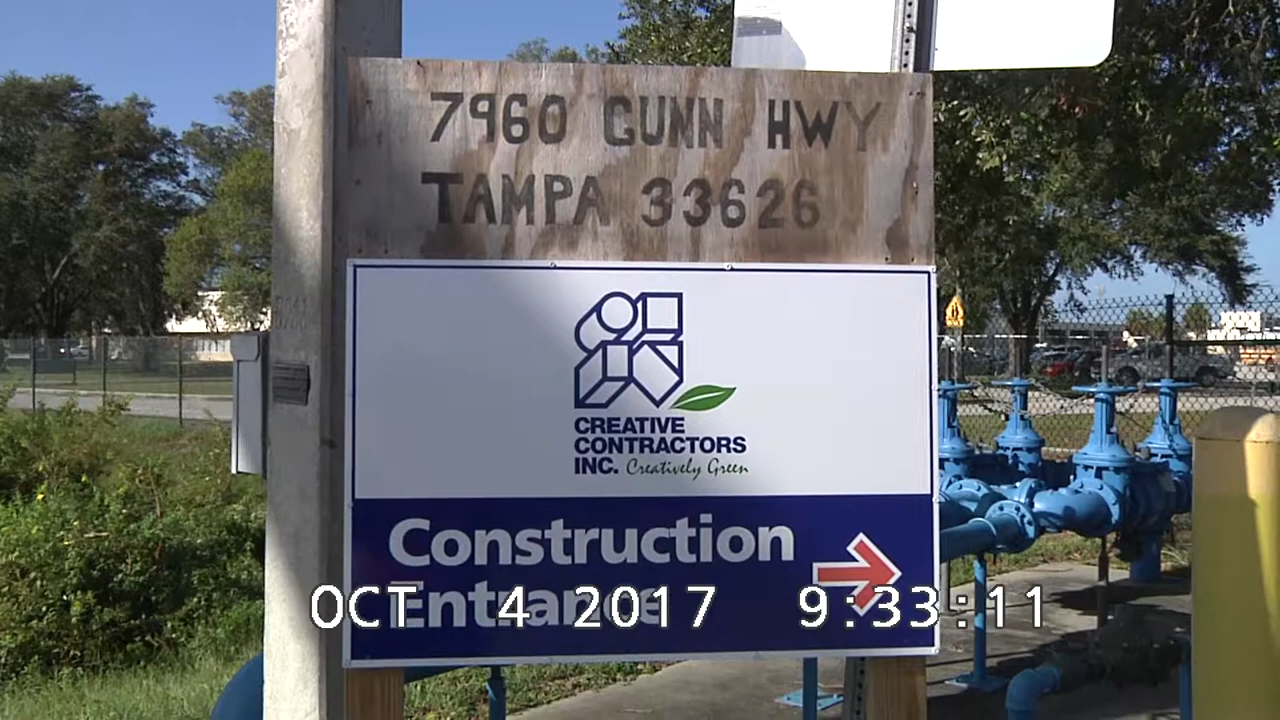 7960 GUNN HWY
TAMPA 33626
CREATIVE
CONTRACTORS
INC. Creatively Green
Construction
Entrance
OCT 4 2017 9:33:11